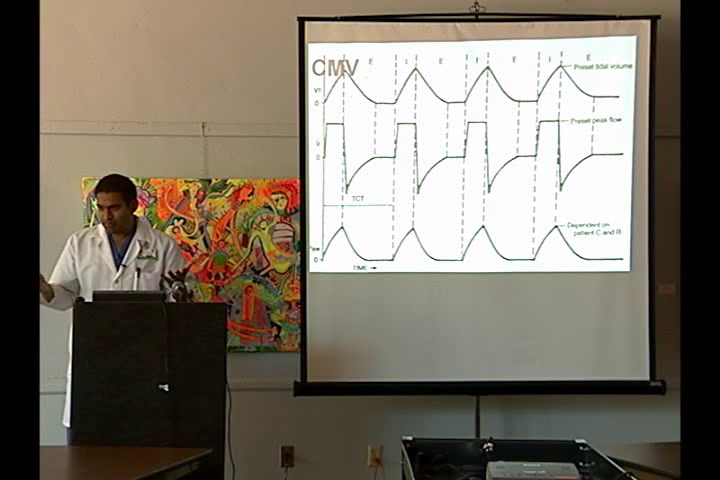 CMV
E I E I E I E
VT
Preset tidal volume
0
Preset peak flow
V
0
TCT
Dependent on
patient C and R
0
TIME →